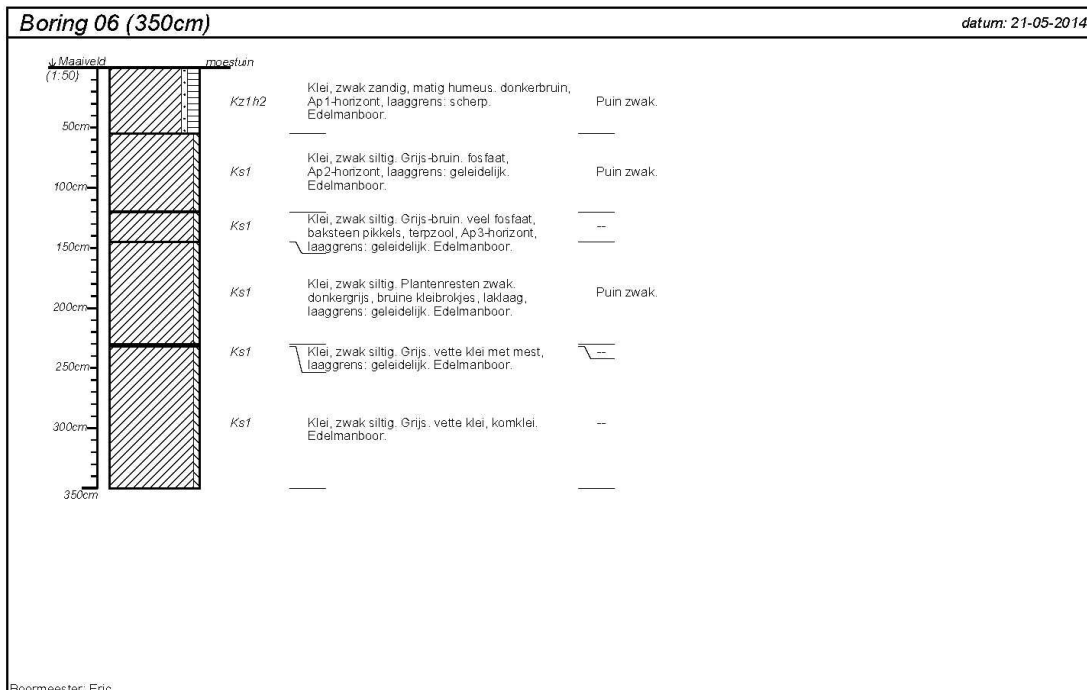 Boring 06 (350cm)
datum: 21-05-2014
↓ Maaiveld
moestuin
(1:50)
Kz1h2
Klei, zwak zandig, matig humeus. donkerbruin,
Ap1-horizont, laaggrens: scherp.
Edelmanboor.
Puin zwak.
50cm
Ks1
Klei, zwak siltig. Grijs-bruin. fosfaat,
Ap2-horizont, laaggrens: geleidelijk.
Edelmanboor.
Puin zwak.
100cm
Ks1
Klei, zwak siltig. Grijs-bruin. veel fosfaat,
baksteen pikkels, terpzool, Ap3-horizont,
laaggrens: geleidelijk. Edelmanboor.
--
150cm
Ks1
Klei, zwak siltig. Plantenresten zwak.
donkergrijs, bruine kleibrokjes, laklaag,
laaggrens: geleidelijk. Edelmanboor.
Puin zwak.
200cm
Ks1
Klei, zwak siltig. Grijs. vette klei met mest,
laaggrens: geleidelijk. Edelmanboor.
--
250cm
Ks1
Klei, zwak siltig. Grijs. vette klei, komklei.
Edelmanboor.
--
300cm
350cm
Boormeester: Eric